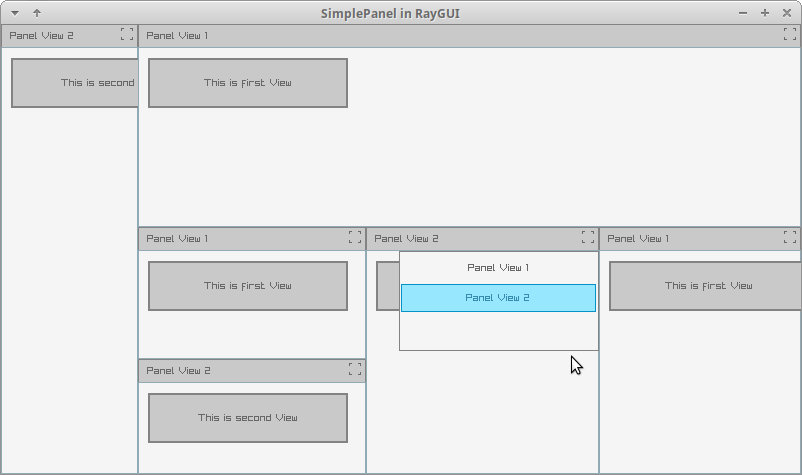 SimplePanel in RayGUI
Panel View 2
Panel View 1
This is second
This is first View
Panel View 1
Panel View 2
Panel View 1
This is first View
Panel View 1
Panel View 2
This is first View
Panel View 2
This is second View